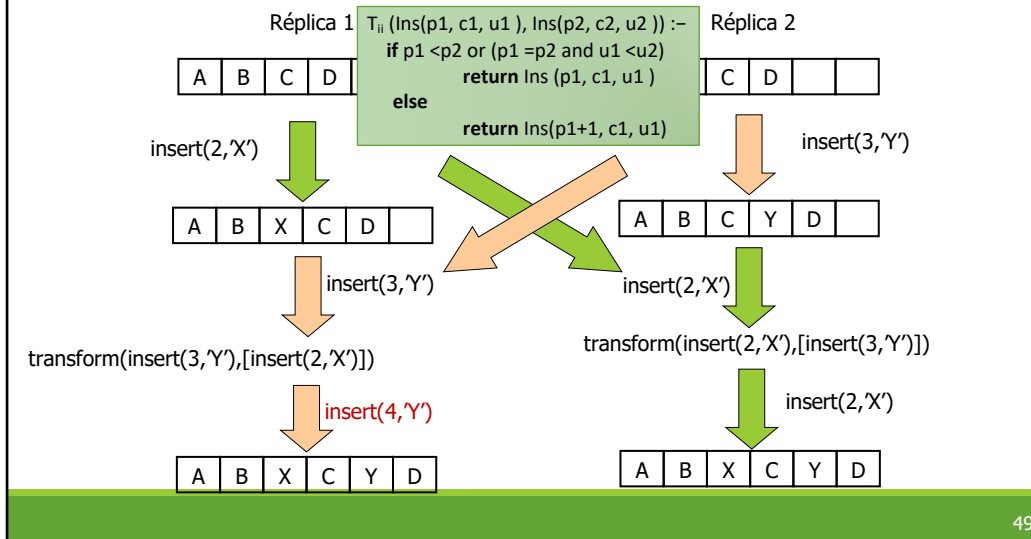 Réplica 1
T ii (Ins(p1, c1, u1 ), Ins(p2, c2, u2 )) :–
Réplica 2
if p1 <p2 or (p1 =p2 and u1 <u2)
return Ins (p1, c1, u1 )
else
return Ins(p1+1, c1, u1)
A B C D
C D
insert(2,'X')
insert(3,'Y')
A B X C D
A B C Y D
insert(3,'Y')
insert(2,'X')
transform(insert(3,'Y'),[insert(2,'X')])
transform(insert(2,'X'),[insert(3,'Y')])
insert(4,'Y')
insert(2,'X')
A B X C Y D
A B X C Y D
49